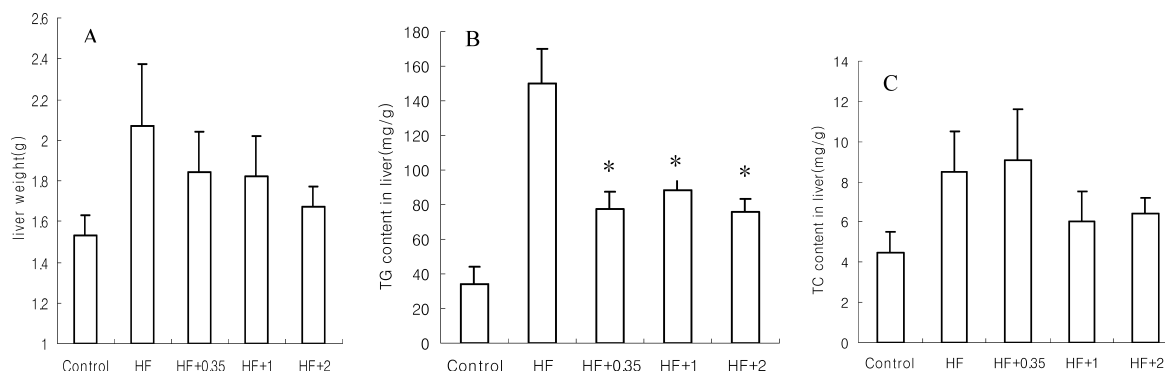 A
liver weight(g)
2.6
2.4
2.2
2
1.8
1.6
1.4
1.2
1
Control HF HF+0.35 HF+1 HF+2
B
TG content in liver(mg/g)
180
160
140
120
100
80
60
40
20
0
* * *
Control HF HF+0.35 HF+1 HF+2
C
TC content in liver(mg/g)
14
12
10
8
6
4
2
0
Control HF HF+0.35 HF+1 HF+2